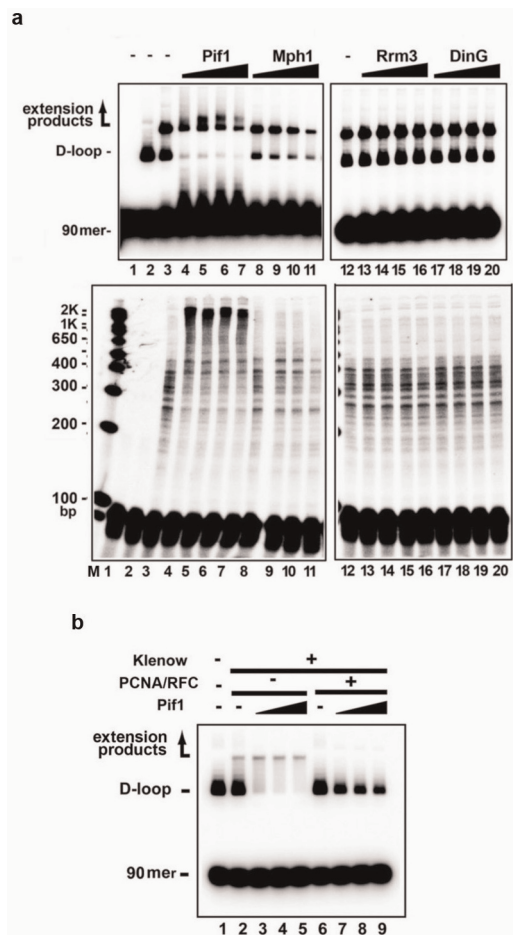 a
- - - Pif1 Mph1 - Rrm3 DinG
extension
products
D-loop -
90mer-
1 2 3 4 5 6 7 8 9 10 11 12 13 14 15 16 17 18 19 20
2K
1K
650
400
300
200
100
bp
M 1 2 3 4 5 6 7 8 9 10 11 12 13 14 15 16 17 18 19 20
b
Klenow - +
PCNA/RFC - - +
Pif1 - - -
extension
products
D-loop
90mer
1 2 3 4 5 6 7 8 9